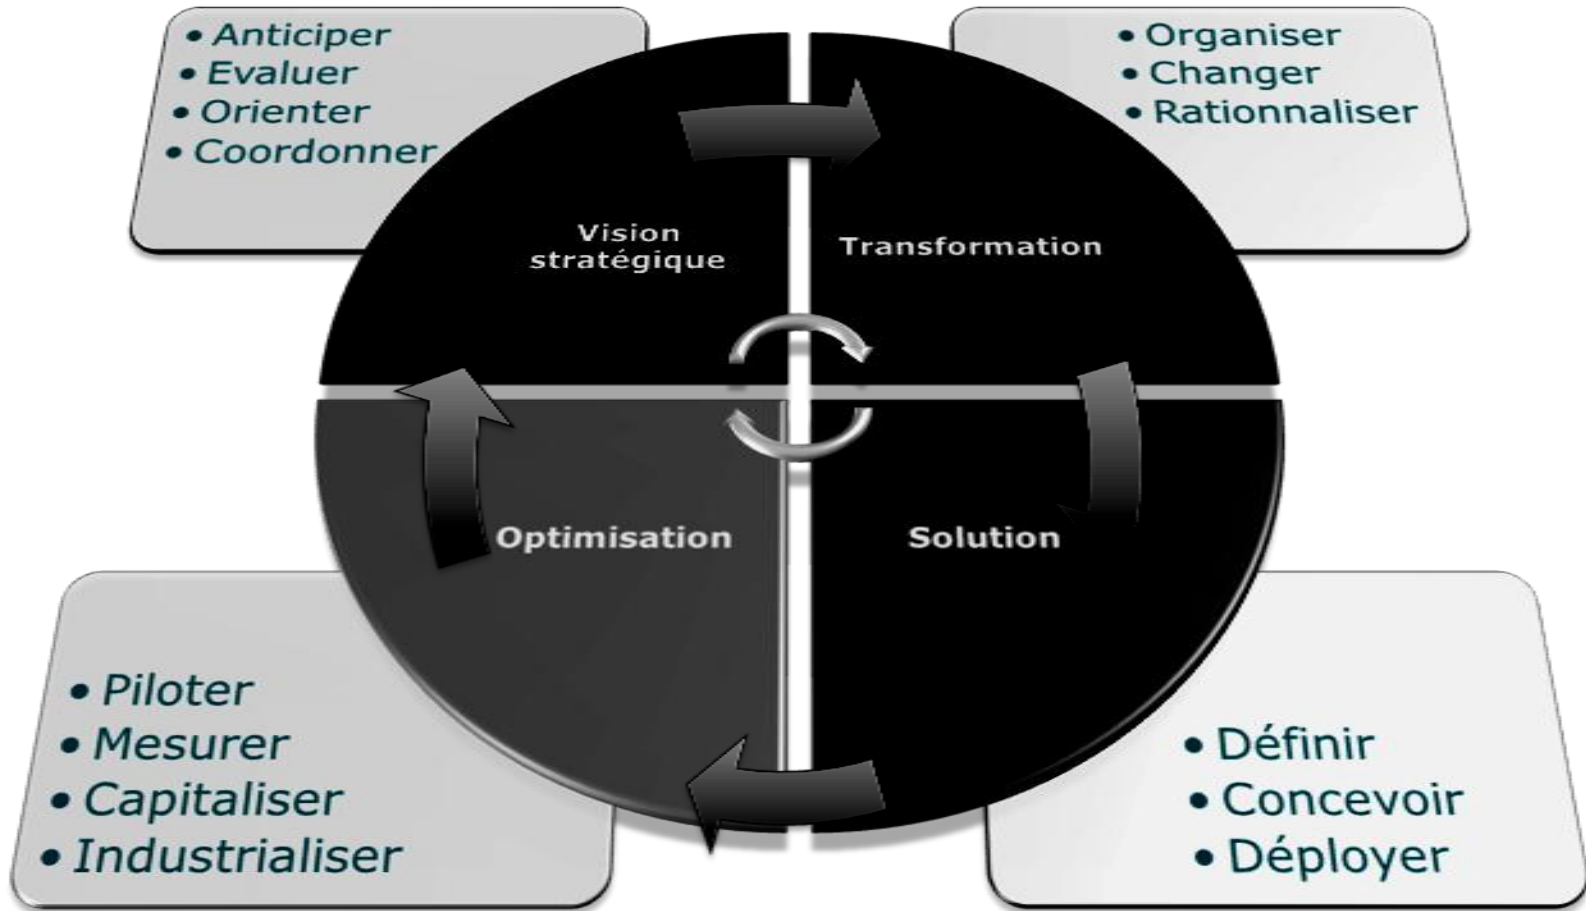 • Anticiper
• Evaluer
• Orienter
• Coordonner
• Organiser
• Changer
• Rationnaliser
Vision
stratégique
Transformation
Optimisation
Solution
• Piloter
• Mesurer
• Capitaliser
• Industrialiser
• Définir
• Concevoir
• Déployer